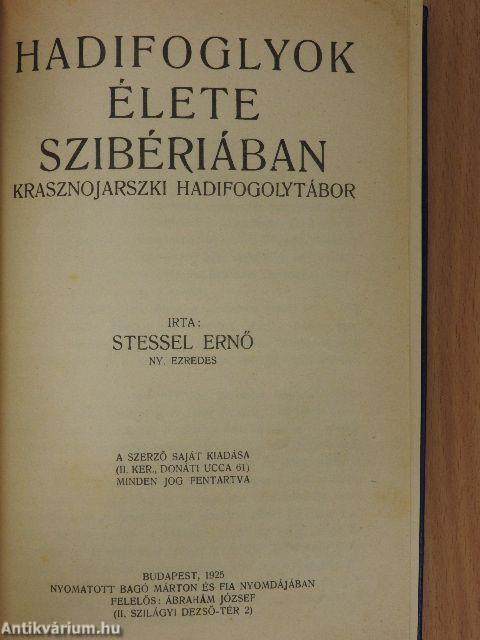 HADIFOGLYOK
ÉLETE
SZIBÉRIÁBAN
KRASZNOJARSZKI HADIFOGOLYTÁBOR
IRTA:
STESSEL ERNŐ
NY. EZREDES
A SZERZŐ SAJÁT KIADÁSA
(II. KER., DONÁTI UCCA 61)
MINDEN JOG FENTARTVA
BUDAPEST, 1925
NYOMATOTT BAGÓ MÁRTON ÉS FIA NYOMDÁJÁBAN
FELELŐS: ÁBRAHÁM JÓZSEF
(II. SZILÁGYI DEZSŐ-TÉR 2)
Antikvárium.hu